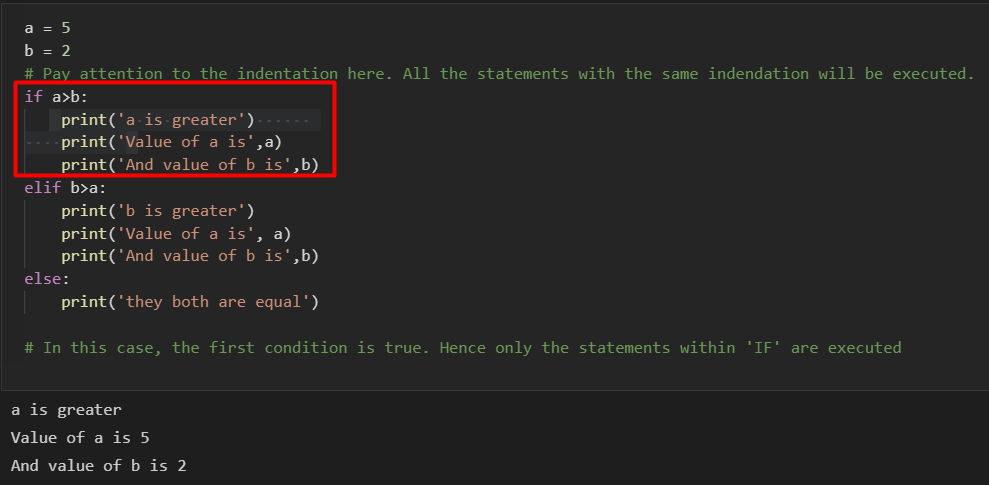 a = 5
b = 2
# Pay attention to the indentation here. All the statements with the same indendation will be executed.
if a>b:
    print('a is greater')
    print('Value of a is',a)
    print('And value of b is',b)
elif b>a:
    print('b is greater')
    print('Value of a is', a)
    print('And value of b is',b)
else:
    print('they both are equal')
# In this case, the first condition is true. Hence only the statements within 'IF' are executed
a is greater
Value of a is 5
And value of b is 2